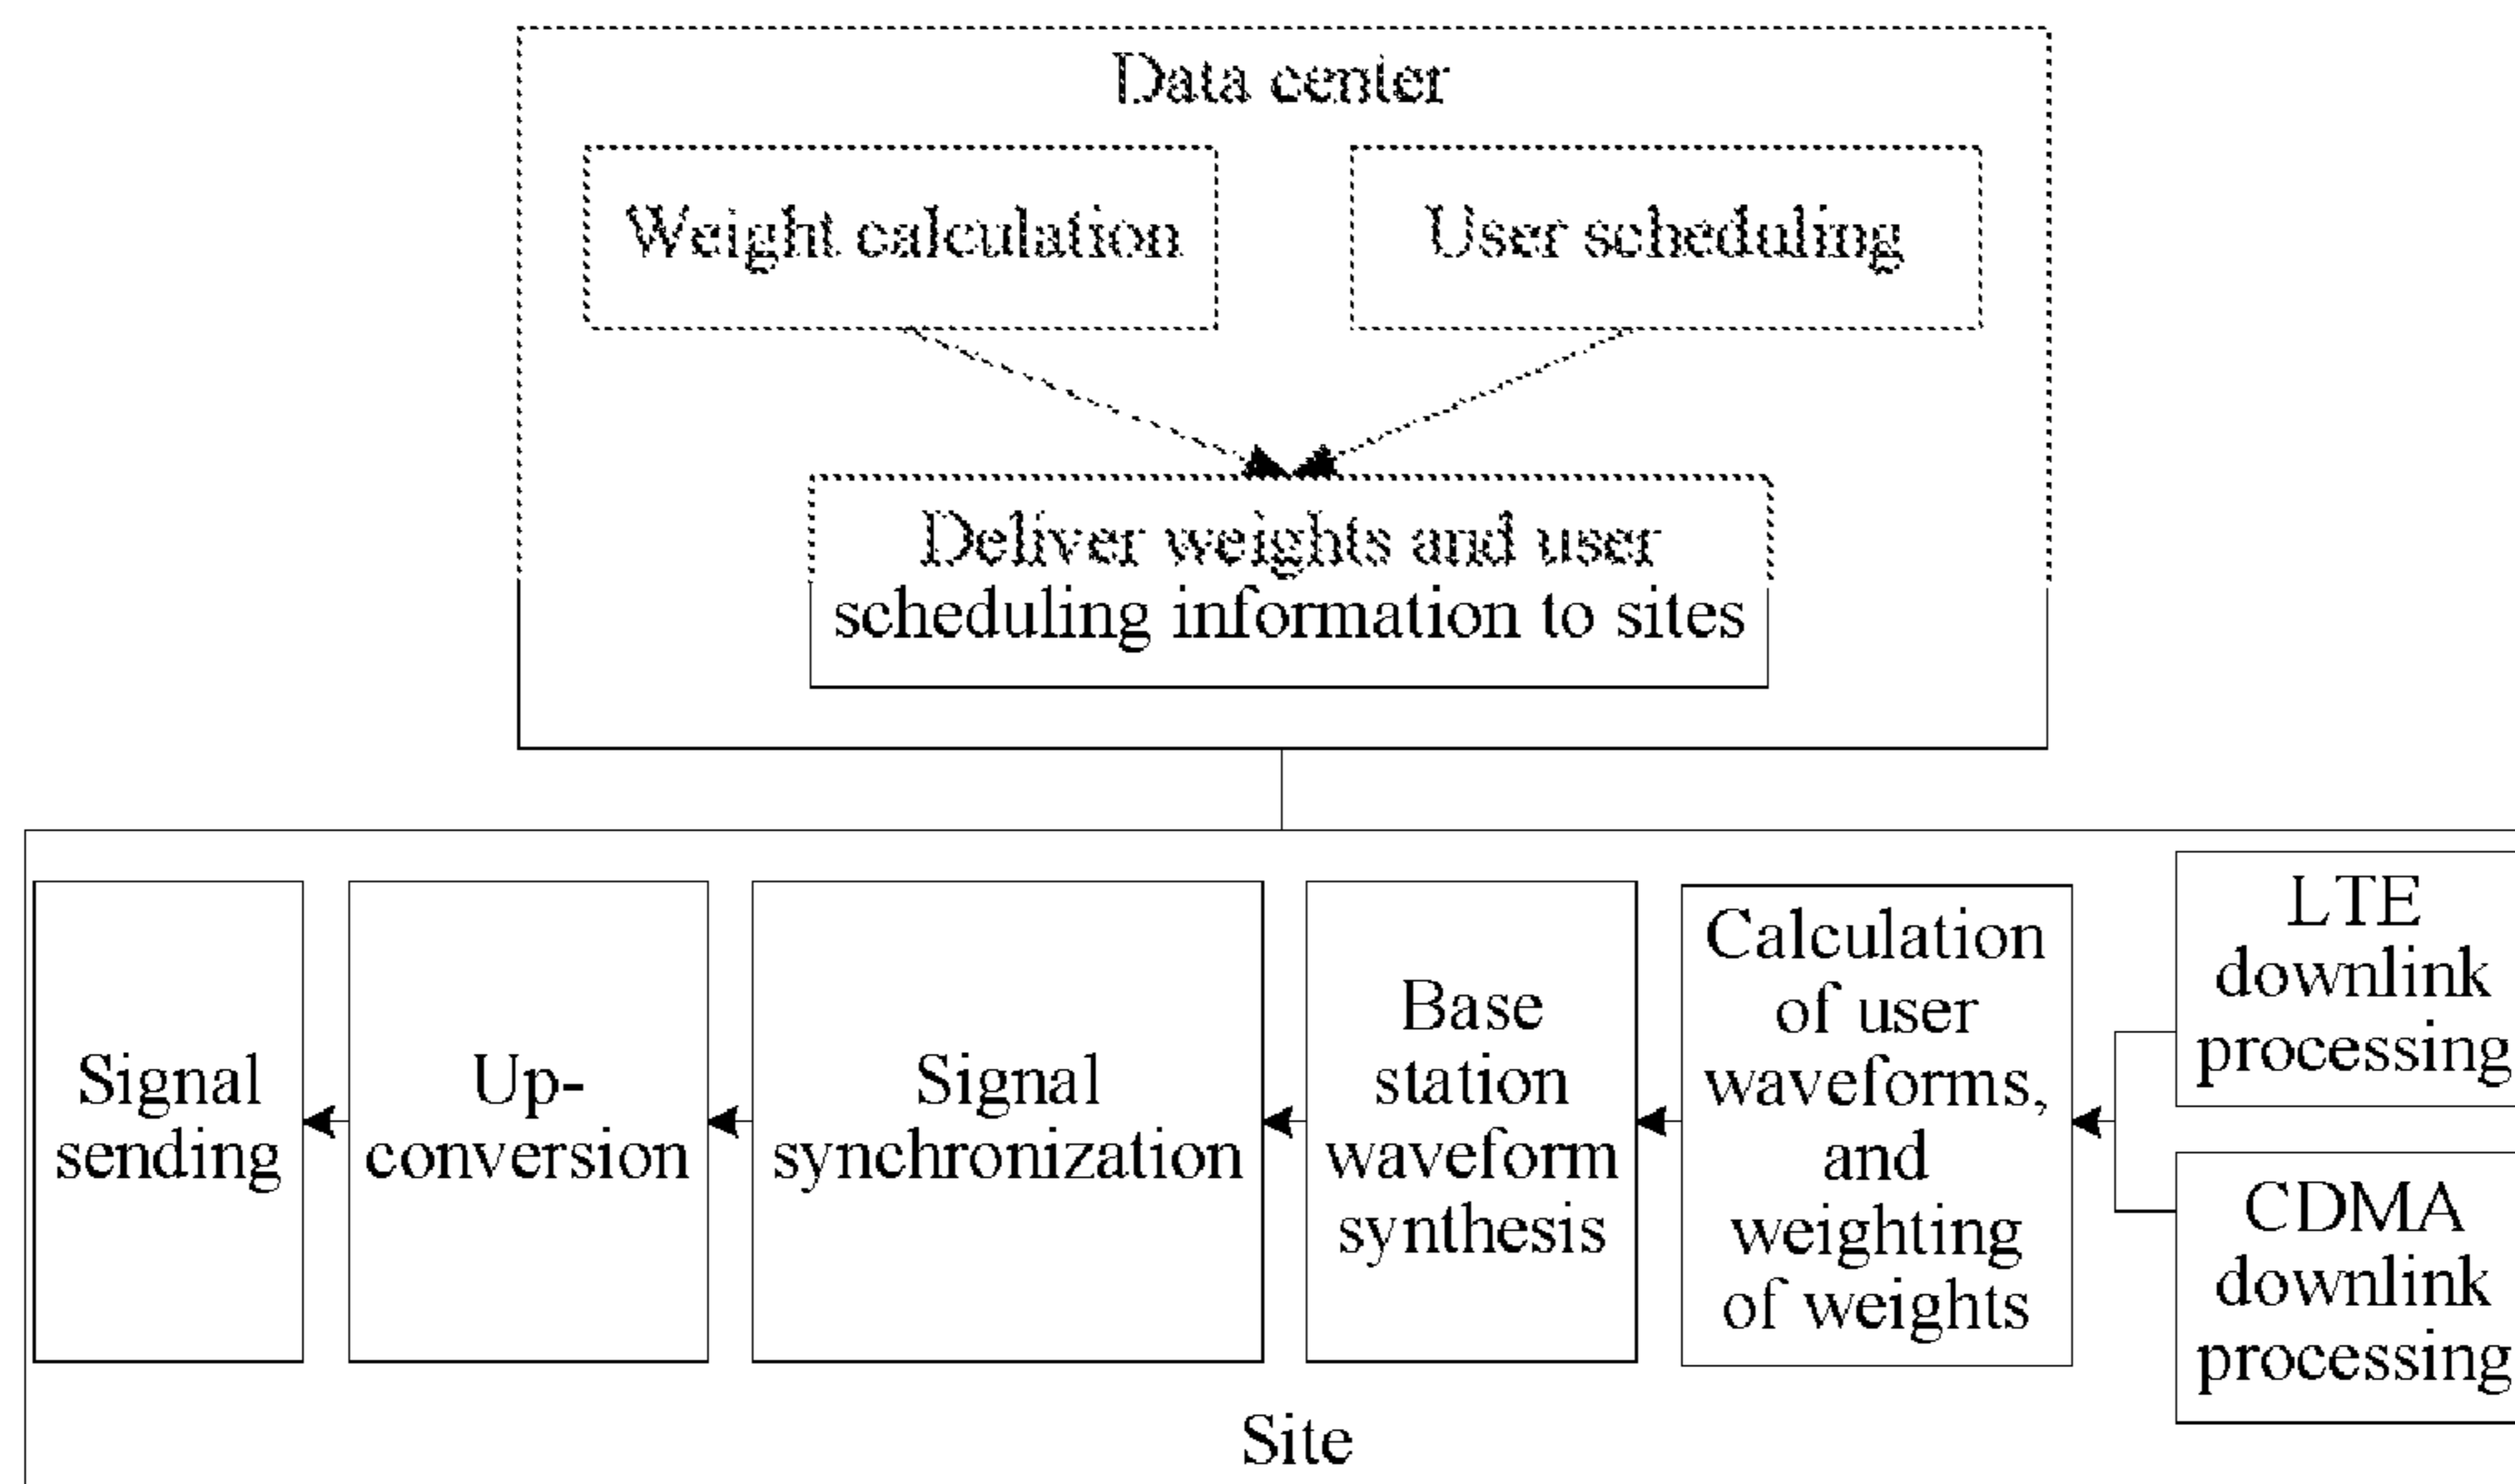 Data center
Weight calculation
User scheduling
Deliver weights and user
scheduling information to sites
Signal
sending
Up-
conversion
Signal
synchronization
Base
station
waveform
synthesis
Calculation
of user
waveforms,
and
weighting
of weights
LTE
downlink
processing
CDMA
downlink
processing
Site